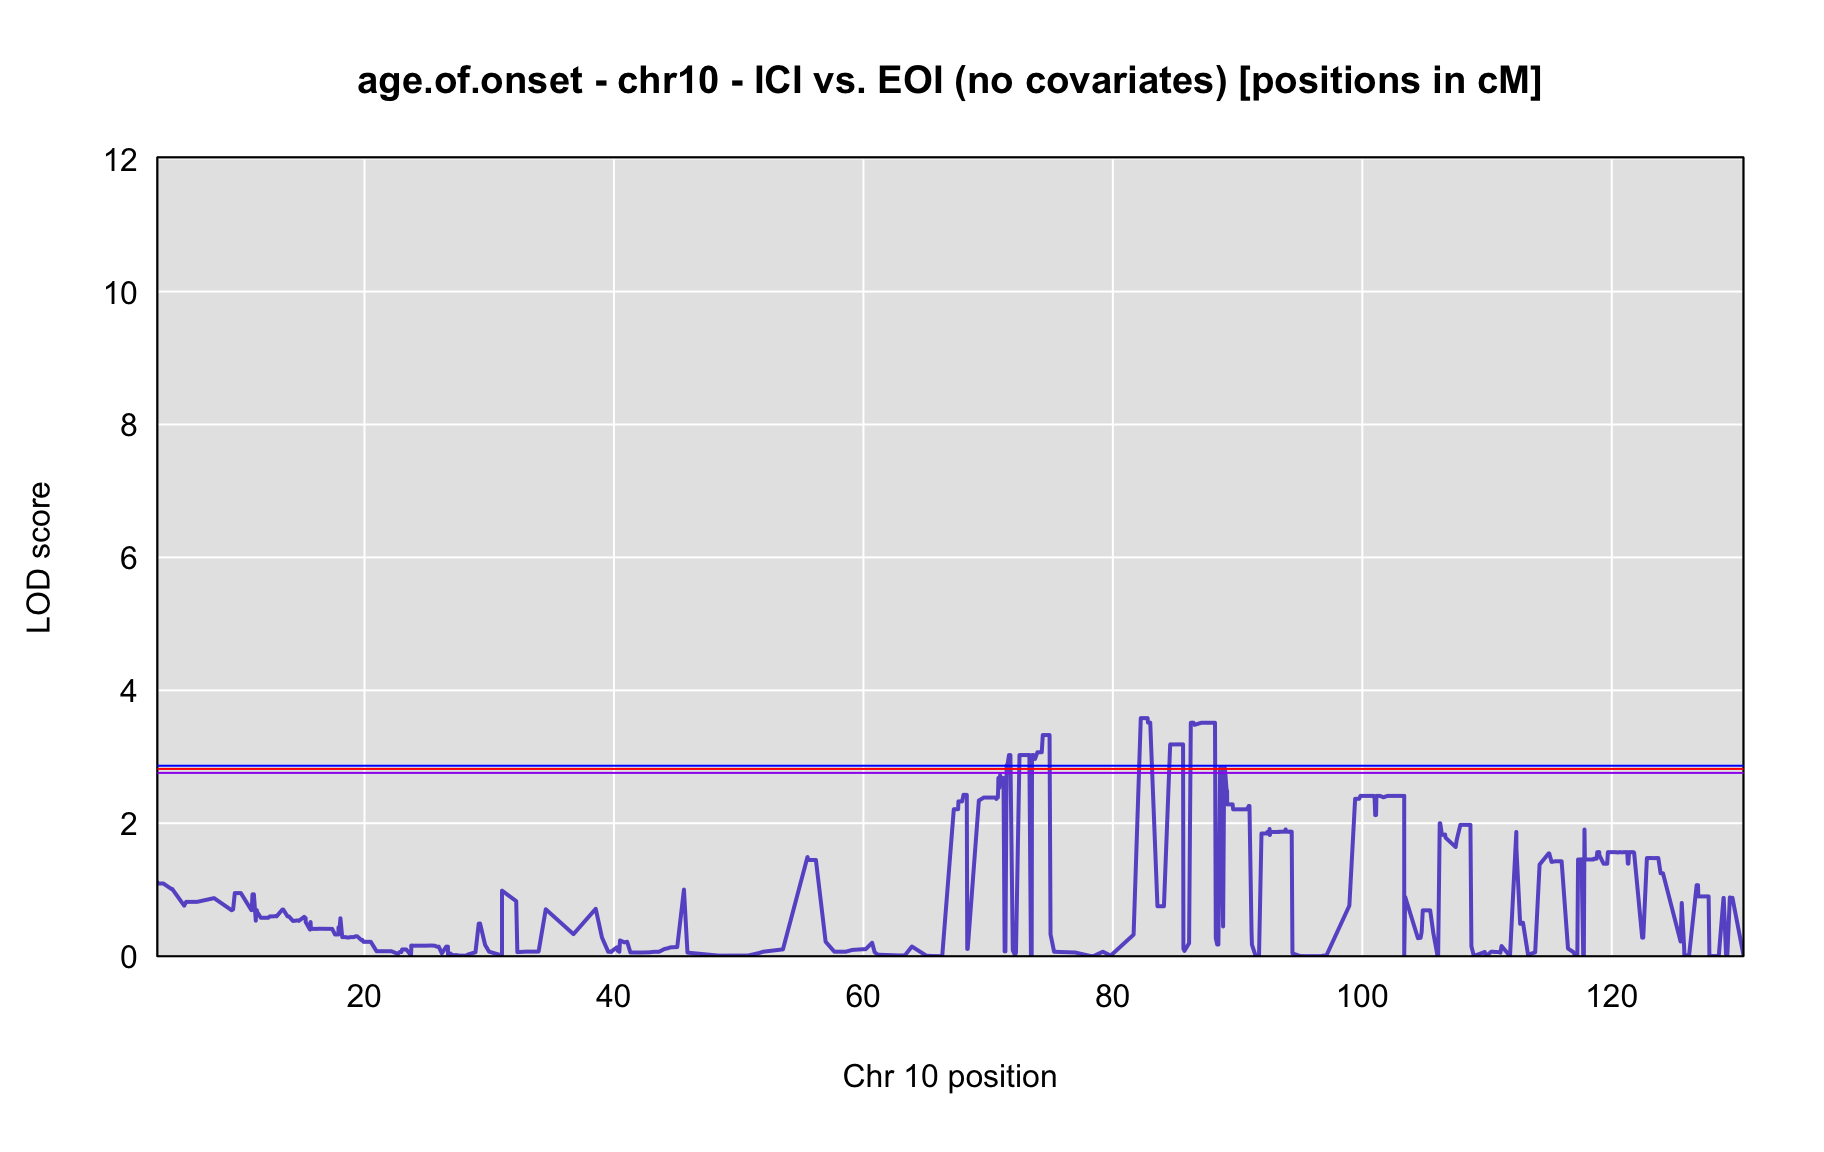 age.of.onset - chr10 - ICI vs. EOI (no covariates) [positions in cM]
12
10
8
6
4
2
0
LOD score
20 40 60 80 100 120
Chr 10 position